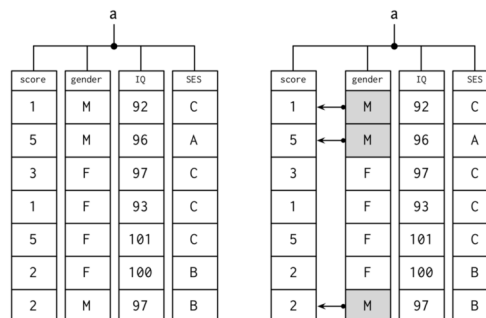 a a
score gender IQ SES score gender IQ SES
1 M 92 C 1 M 92 C
5 M 96 A 5 M 96 A
3 F 97 C 3 F 97 C
1 F 93 C 1 F 93 C
5 F 101 C 5 F 101 C
2 F 100 B 2 F 100 B
2 M 97 B 2 M 97 B